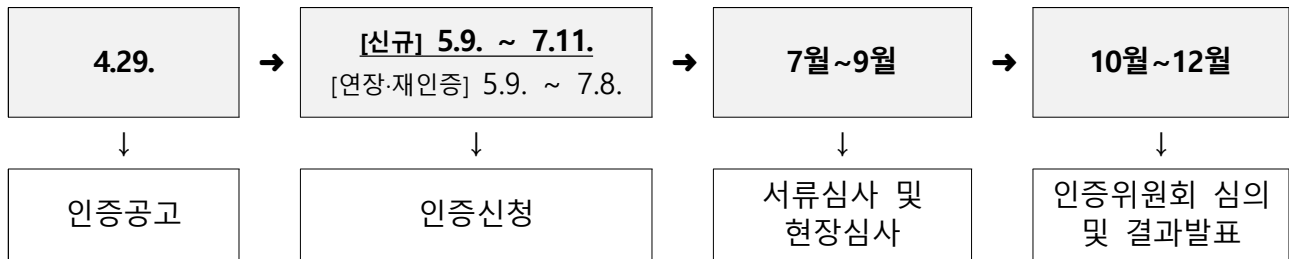 4.29.
➜
[신규] 5.9. ~ 7.11.
[연장·재인증] 5.9. ~ 7.8.
➜
7월~9월
➜
10월~12월
↓
↓
↓
↓
인증공고
인증신청
서류심사 및
현장심사
인증위원회 심의
및 결과발표